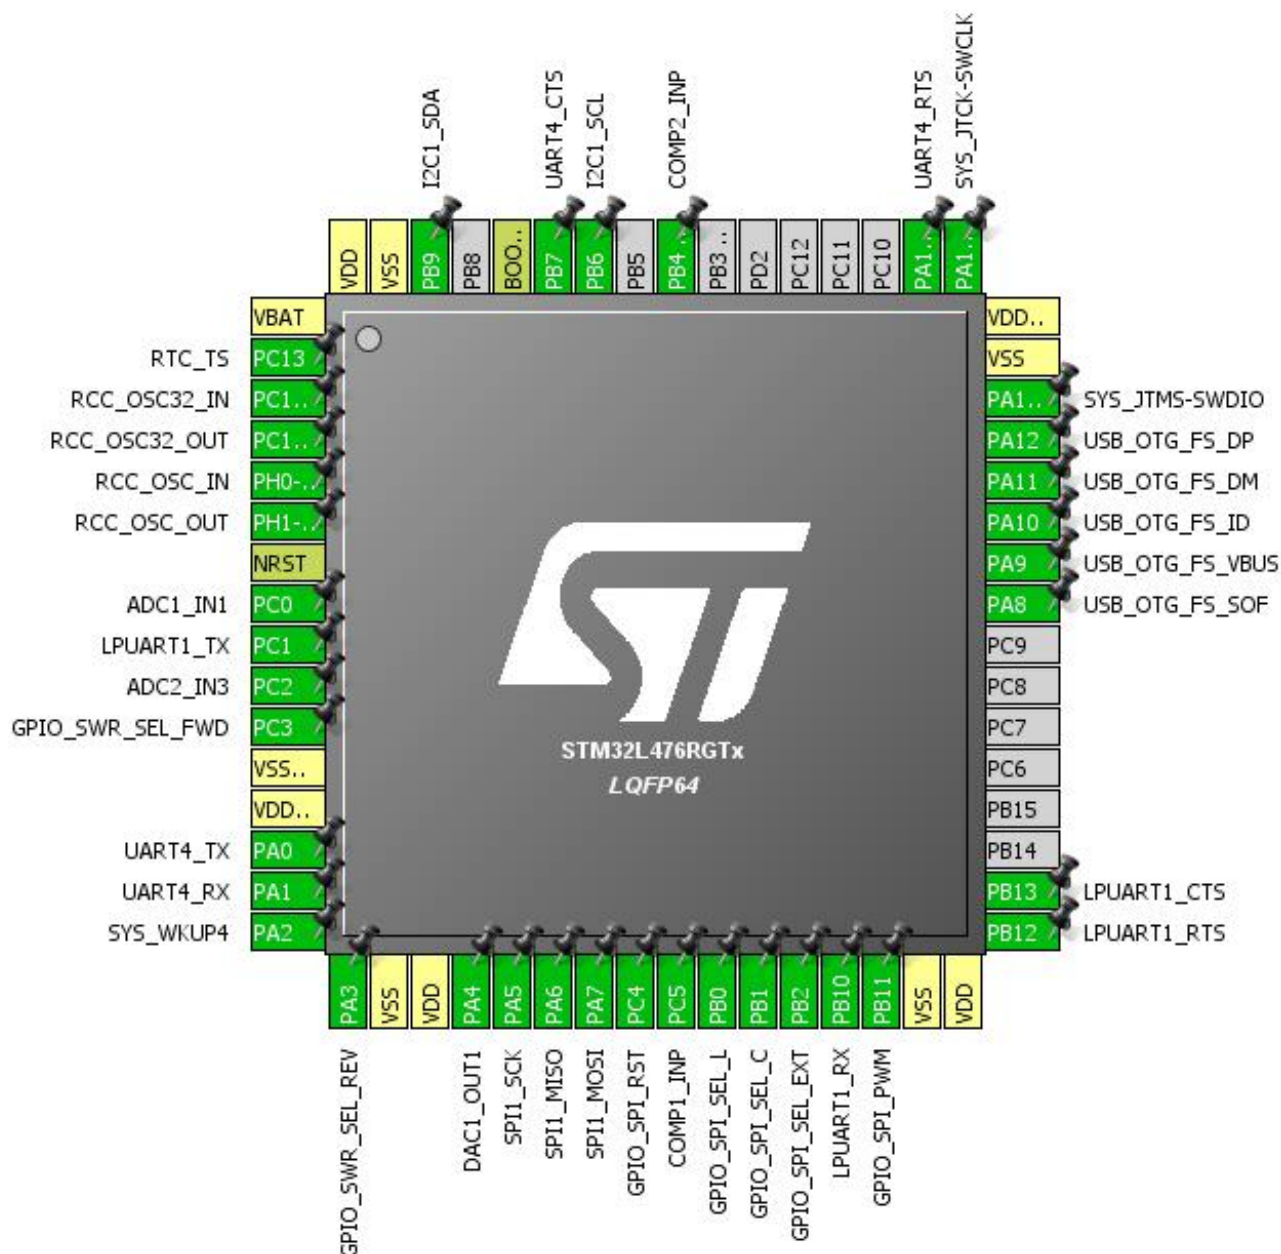 I2C1_SDA
UART4_CTS
I2C1_SCL
COMP2_INP
UART4_RTS
SYS_JTCK-SWCLK
VDD
VSS
PB9
PB8
BOO..
PB7
PB6
PB5
PB4..
PB3..
PD2
PC12
PC11
PC10
PA1..
PA1..
VBAT
RTC_TS PC13
RCC_OSC32_IN PC1..
RCC_OSC32_OUT PC1..
RCC_OSC_IN PH0-..
RCC_OSC_OUT PH1-..
NRST
ADC1_IN1 PC0
LPUART1_TX PC1
ADC2_IN3 PC2
GPIO_SWR_SEL_FWD PC3
VSS..
VDD..
UART4_TX PA0
UART4_RX PA1
SYS_WKUP4 PA2
ST
STM32L476RGTx
LQFP64
VDD..
VSS
PA1.. SYS_JTMS-SWDIO
PA12 USB_OTG_FS_DP
PA11 USB_OTG_FS_DM
PA10 USB_OTG_FS_ID
PA9 USB_OTG_FS_VBUS
PA8 USB_OTG_FS_SOF
PC9
PC8
PC7
PC6
PB15
PB14
PB13 LPUART1_CTS
PB12 LPUART1_RTS
PA3
VSS
VDD
PA4
PA5
PA6
PA7
PC4
PC5
PB0
PB1
PB2
PB10
PB11
VSS
VDD
GPIO_SWR_SEL_REV
DAC1_OUT1
SPI1_SCK
SPI1_MISO
SPI1_MOSI
GPIO_SPI_RST
COMP1_INP
GPIO_SPI_SEL_L
GPIO_SPI_SEL_C
GPIO_SPI_SEL_EXT
LPUART1_RX
GPIO_SPI_PWM